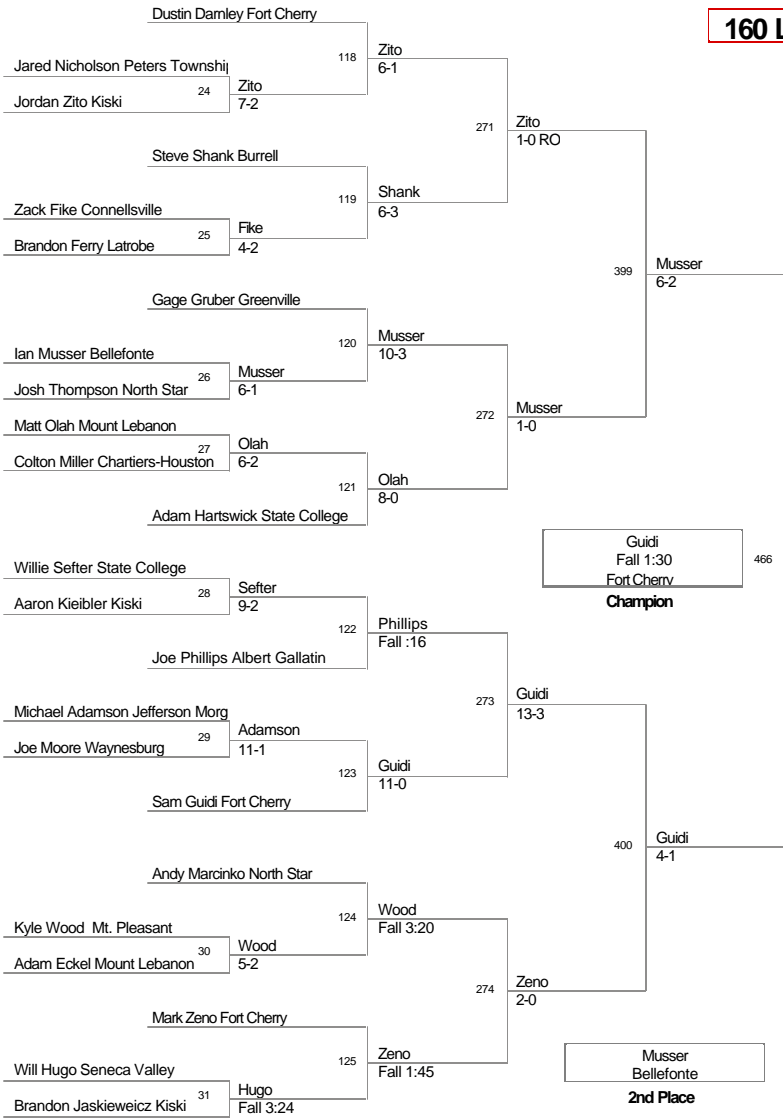 Dustin Darnley Fort Cherry
160 L
118
Zito
6-1
Jared Nicholson Peters Township
24
Zito
7-2
Jordan Zito Kiski
271
Zito
1-0 RO
Steve Shank Burrell
119
Shank
6-3
Zack Fike Connellsville
25
Fike
4-2
Brandon Ferry Latrobe
399
Musser
6-2
Gage Gruber Greenville
120
Musser
10-3
Ian Musser Bellefonte
26
Musser
6-1
Josh Thompson North Star
272
Musser
1-0
Matt Olah Mount Lebanon
27
Olah
6-2
Colton Miller Chartiers-Houston
121
Olah
8-0
Adam Hartswick State College
Guidi
Fall 1:30
Fort Cherry
466
Champion
Willie Sefter State College
28
Sefter
9-2
Aaron Kieibler Kiski
122
Phillips
Fall :16
Joe Phillips Albert Gallatin
273
Guidi
13-3
Michael Adamson Jefferson Morg
29
Adamson
11-1
Joe Moore Waynesburg
123
Guidi
11-0
Sam Guidi Fort Cherry
400
Guidi
4-1
Andy Marcinko North Star
124
Wood
Fall 3:20
Kyle Wood Mt. Pleasant
30
Wood
5-2
Adam Eckel Mount Lebanon
274
Zeno
2-0
Mark Zeno Fort Cherry
125
Zeno
Fall 1:45
Will Hugo Seneca Valley
31
Hugo
Fall 3:24
Brandon Jaskieweicz Kiski
Musser
Bellefonte
2nd Place